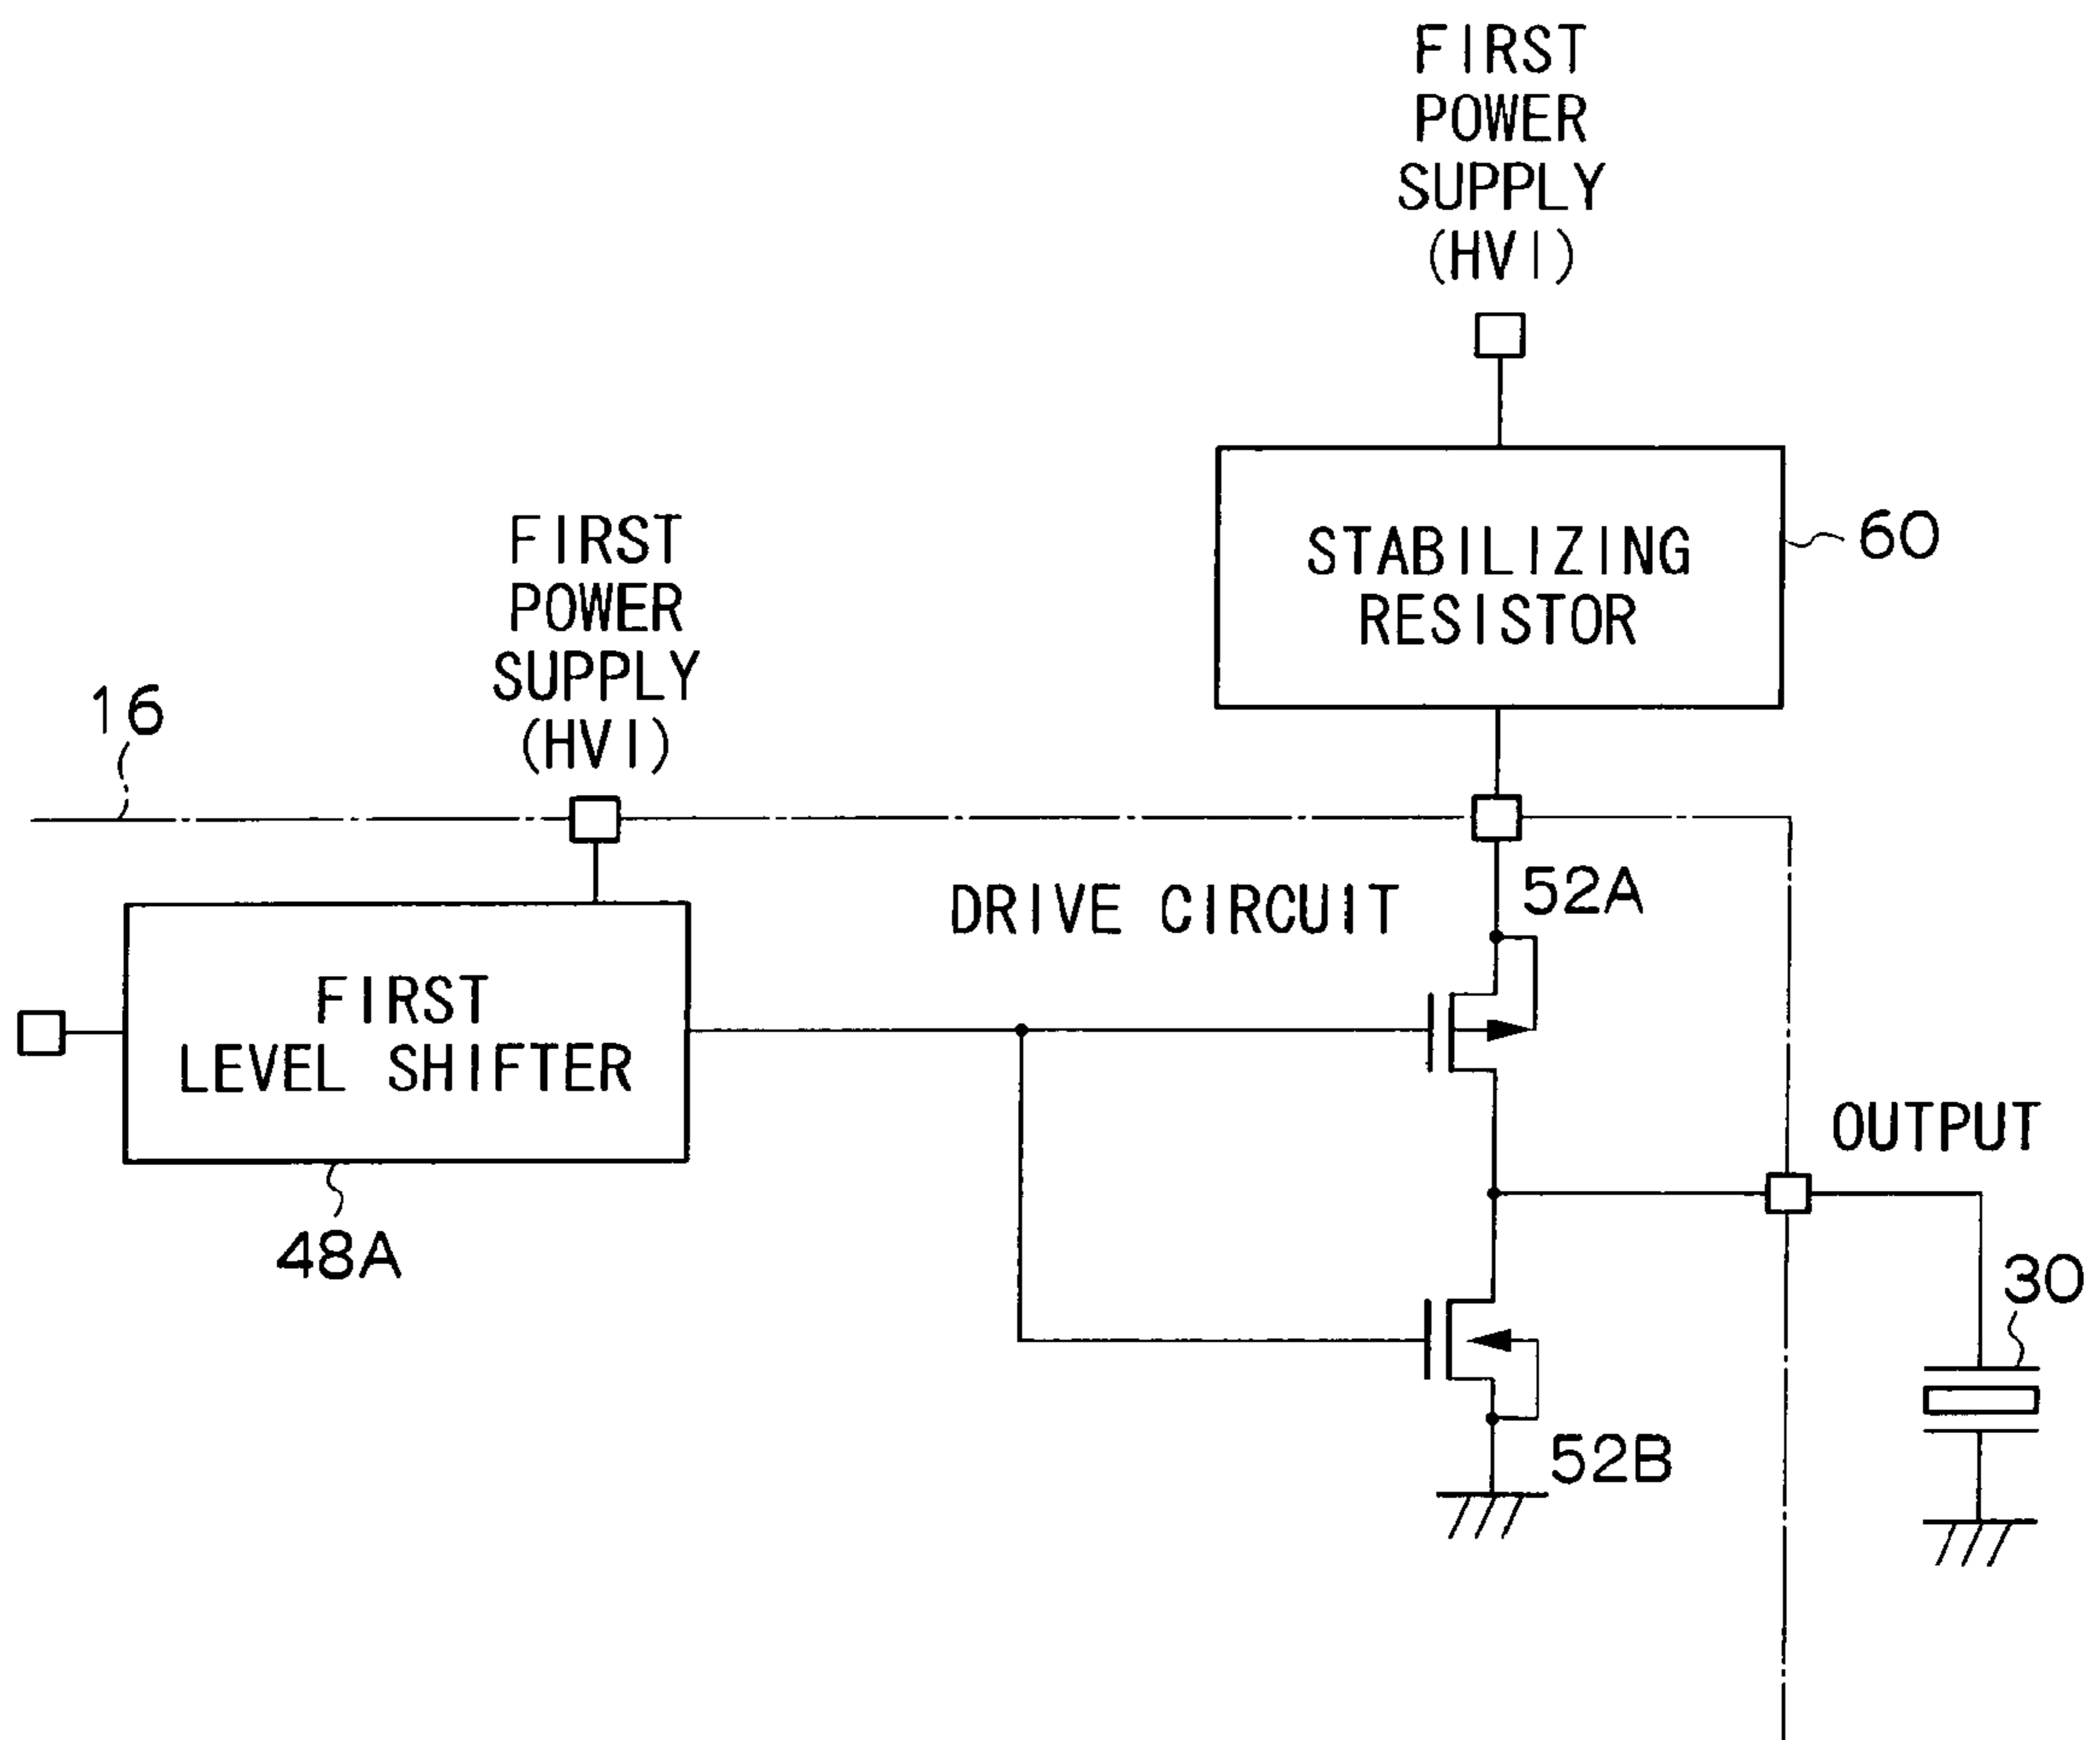 FIRST
POWER
SUPPLY
(HVI)
STABILIZING
RESISTOR
60
FIRST
POWER
SUPPLY
(HVI)
16
DRIVE CIRCUIT
52A
FIRST
LEVEL SHIFTER
48A
OUTPUT
30
52B